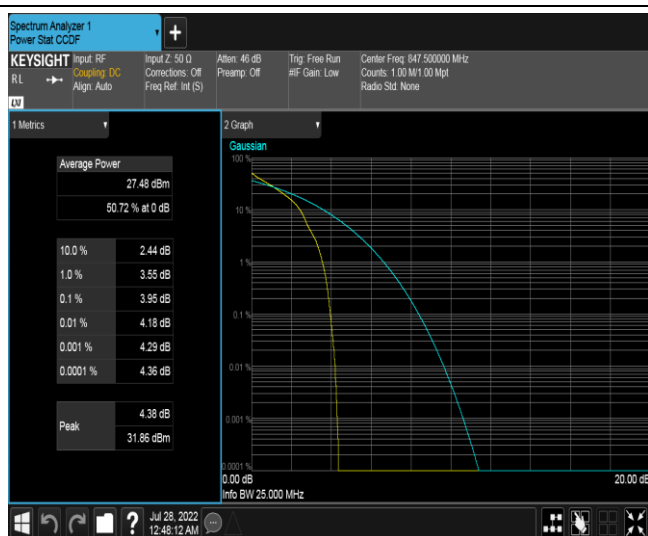 Spectrum Analyzer 1
Power Stat CCDF
+
KEYSIGHT
RL
LXI
Input: RF
Coupling: DC
Align: Auto
Input Z: 50 Ω
Corrections: Off
Freq Ref: Int (S)
Atten: 46 dB
Preamp: Off
Trig: Free Run
#IF Gain: Low
Center Freq: 847.500000 MHz
Counts: 1.00 M/1.00 Mpt
Radio Std: None
1 Metrics
Average Power
27.48 dBm
50.72 % at 0 dB
10.0 % 2.44 dB
1.0 % 3.55 dB
0.1 % 3.95 dB
0.01 % 4.18 dB
0.001 % 4.29 dB
0.0001 % 4.36 dB
Peak
4.38 dB
31.86 dBm
2 Graph
Gaussian
100 %
10 %
1 %
0.1 %
0.01 %
0.001 %
0.0001 %
0.00 dB
20.00 dB
Info BW 25.000 MHz
?
Jul 28, 2022
12:48:12 AM